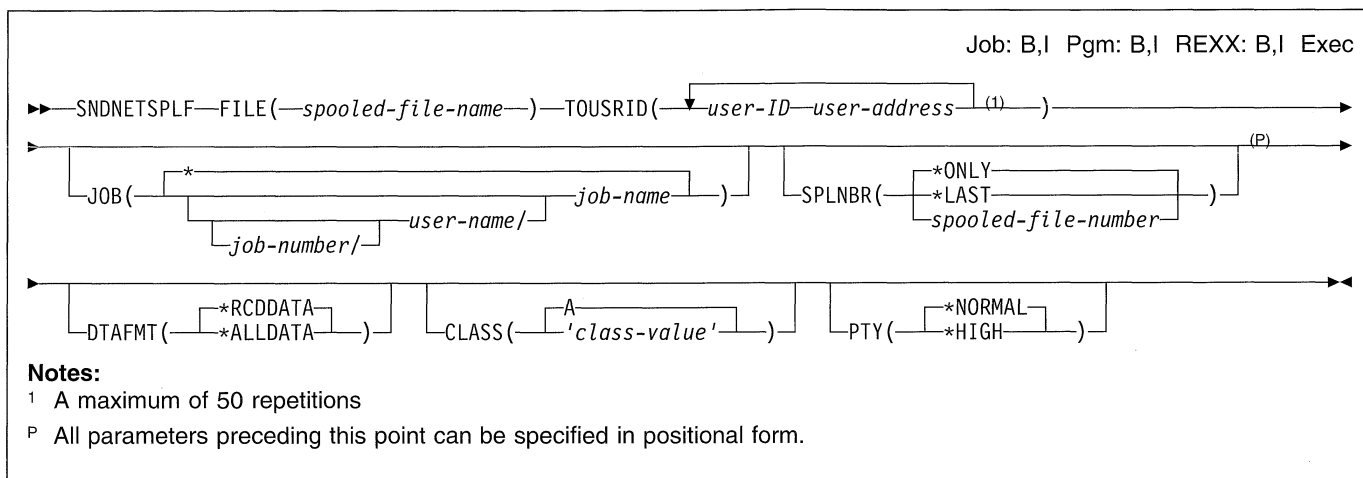 Job: B,I Pgm: B,I REXX: B,I Exec
SNDNETSPLF FILE( spooled-file-name ) TOUSRID( user-ID user-address (1) )
JOB( * job-name )
user-name/
job-number/
SPLNBR( *ONLY ) (P)
*LAST
spooled-file-number
DTAFMT( *RCDDATA )
*ALLDATA
CLASS( A )
'class-value'
PTY( *NORMAL )
*HIGH
Notes:
1 A maximum of 50 repetitions
P All parameters preceding this point can be specified in positional form.